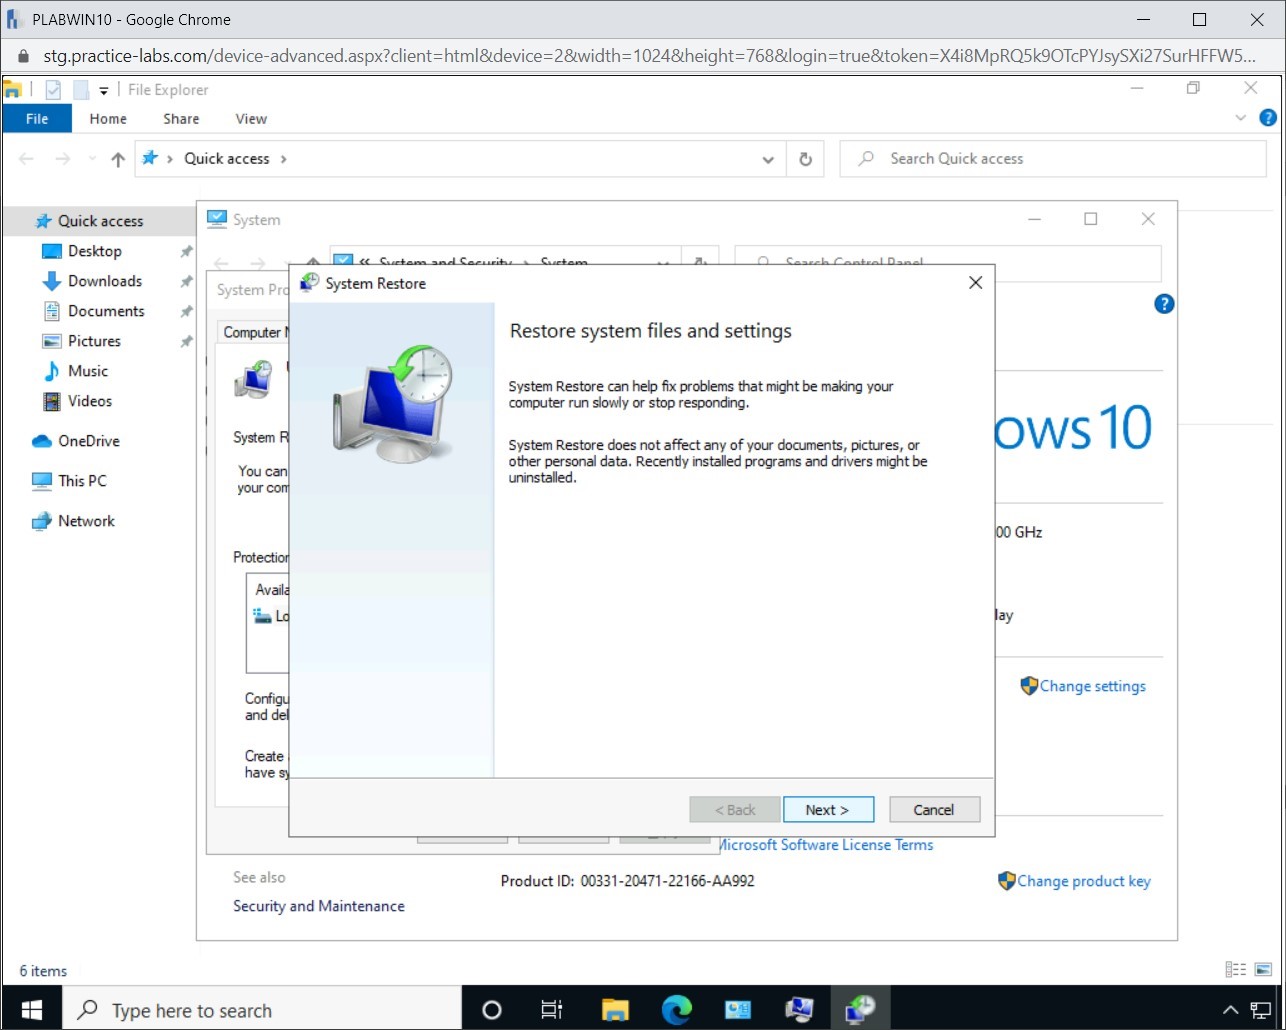 PLABWIN10 - Google Chrome
stg.practice-labs.com/device-advanced.aspx?client=html&device=2&width=1024&height=768&login=true&token=X4i8MpRQ5k9OTcPYJsySXi27SurHFFW5...
File Explorer
File Home Share View
Quick access
Search Quick access
Quick access
Desktop
Downloads
Documents
Pictures
Music
Videos
OneDrive
This PC
Network
System
« System and Security > System
Search Control Panel
System Pro
Computer
System R
You can
your com
Protection
Availa
Lo
Configu
and del
Create
have sy
System Restore
Restore system files and settings
System Restore can help fix problems that might be making your
computer run slowly or stop responding.
System Restore does not affect any of your documents, pictures, or
other personal data. Recently installed programs and drivers might be
uninstalled.
< Back
Next >
Cancel
ows 10
00 GHz
lay
Change settings
Microsoft Software License Terms
See also
Security and Maintenance
Product ID: 00331-20471-22166-AA992
Change product key
6 items
Type here to search